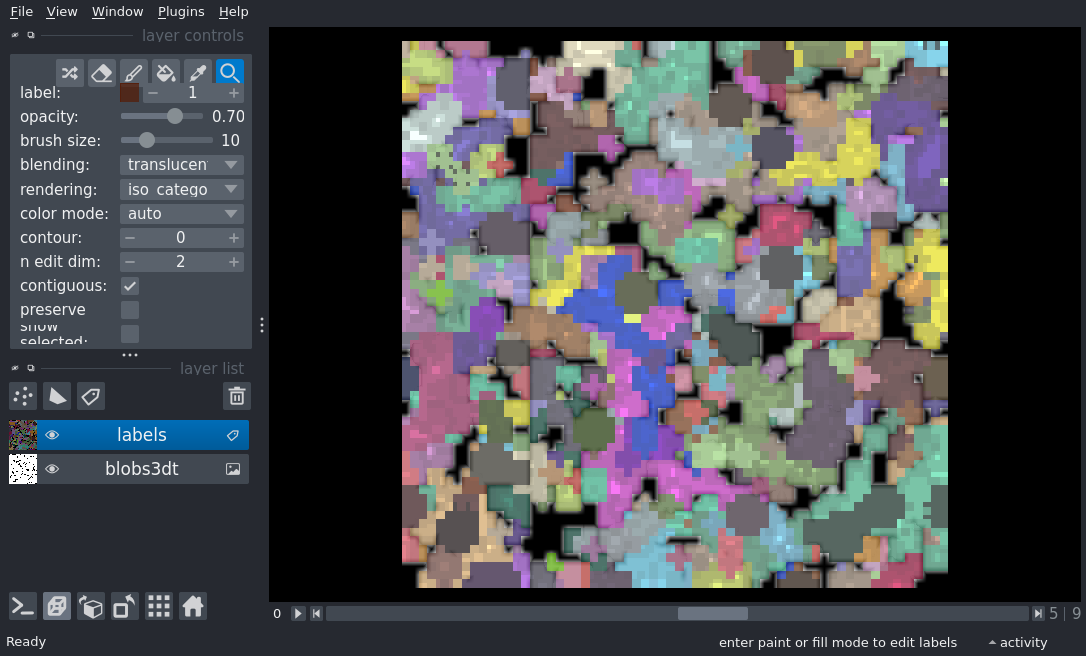 File View Window Plugins Help
layer controls
label: − 1 +
opacity: 0.70
brush size: 10
blending: translucen
rendering: iso catego
color mode: auto
contour: − 0 +
n edit dim: − 2 +
contiguous:
preserve
show
selected:
layer list
labels
blobs3dt
0 5 | 9
Ready enter paint or fill mode to edit labels activity